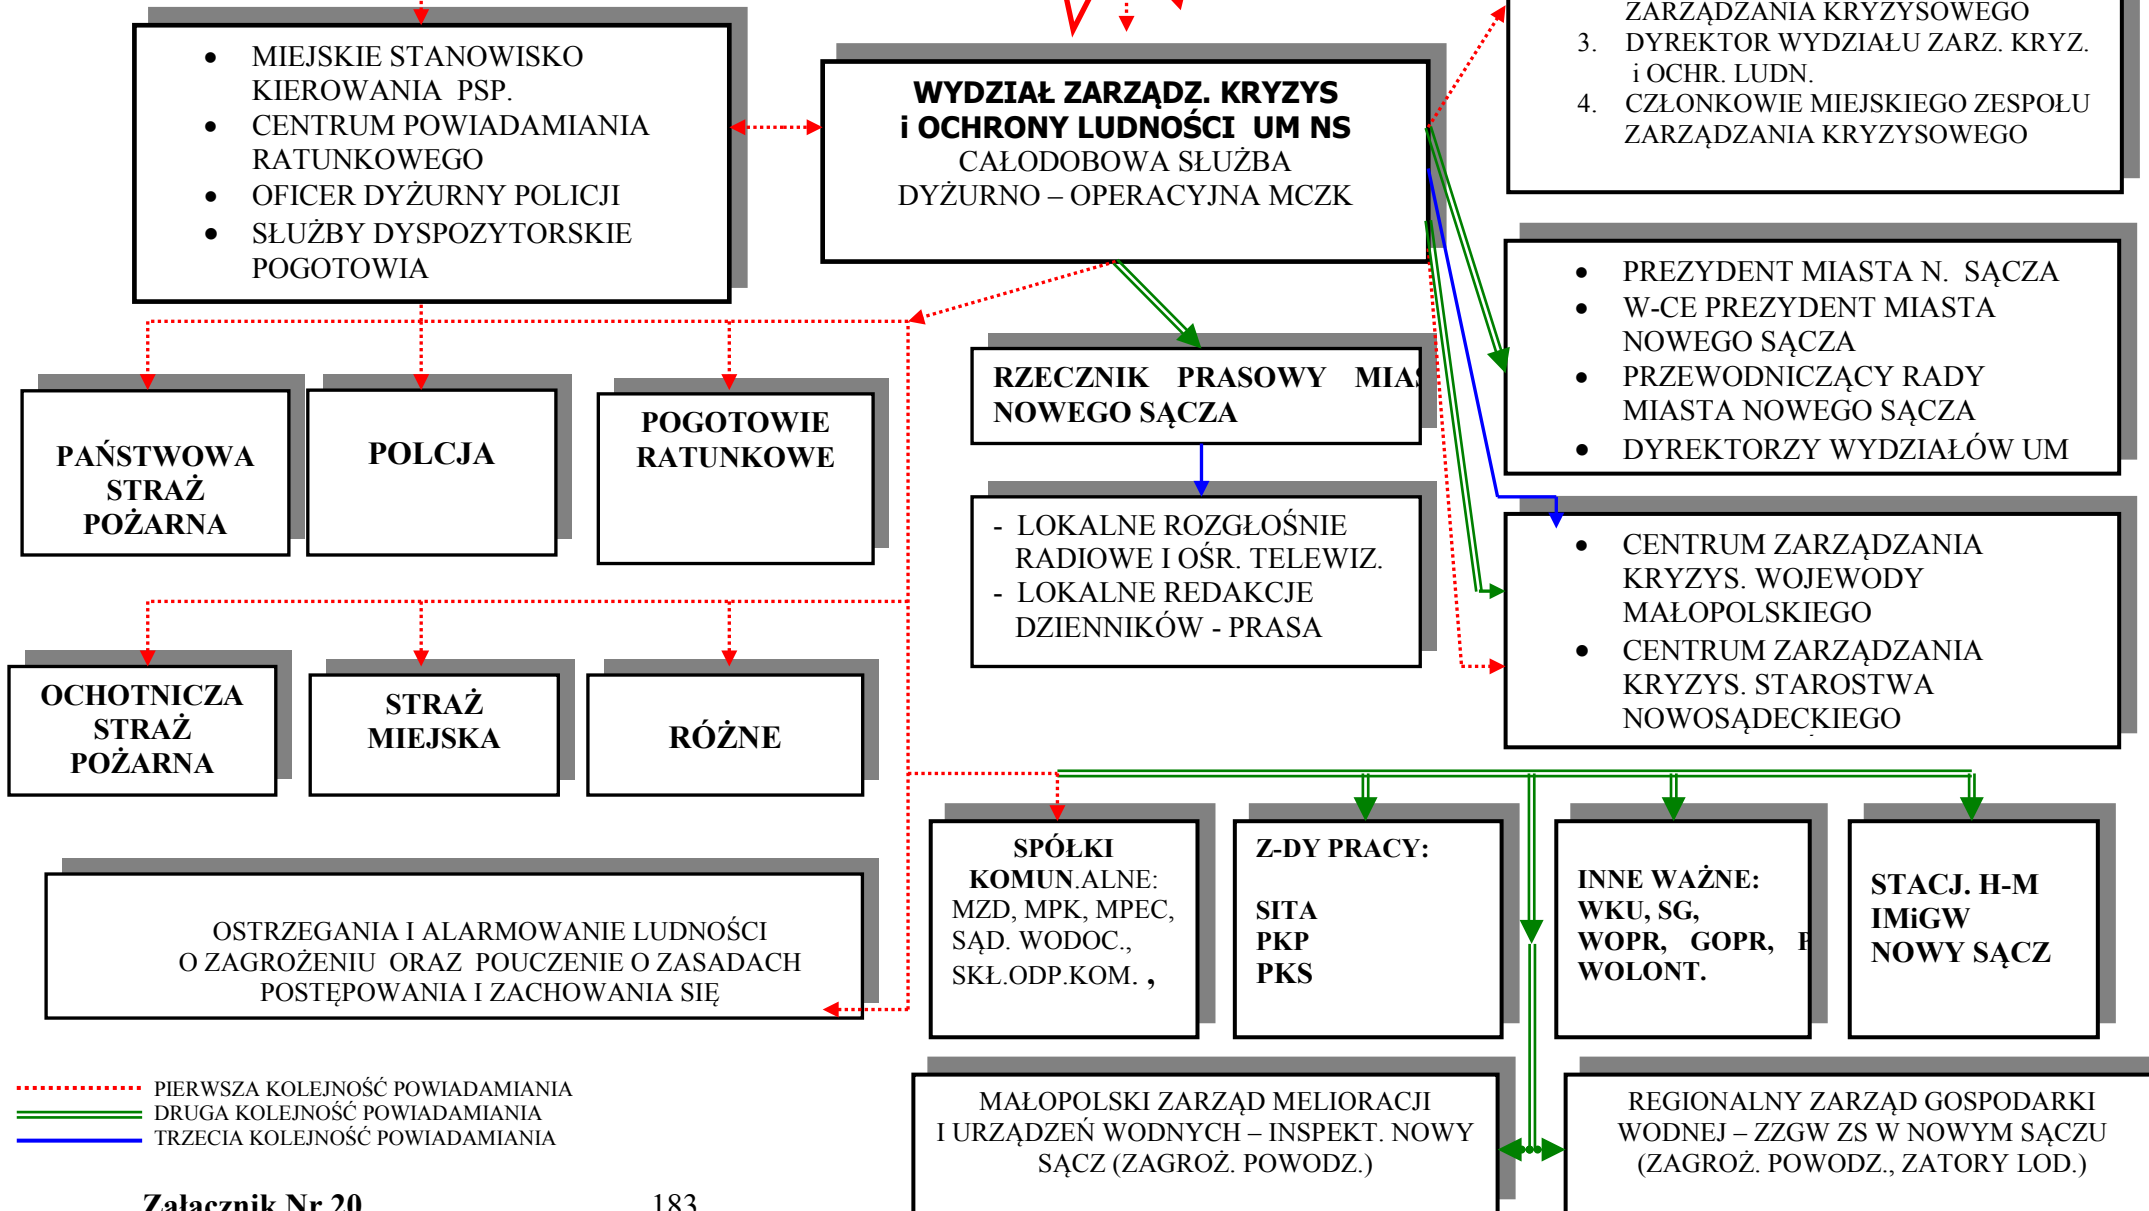 ZARZĄDZANIA KRYZYSOWEGO
3. DYREKTOR WYDZIAŁU ZARZ. KRYZ.
i OCHR. LUDN.
4. CZŁONKOWIE MIEJSKIEGO ZESPOŁU
ZARZĄDZANIA KRYZYSOWEGO
• MIEJSKIE STANOWISKO
KIEROWANIA PSP.
• CENTRUM POWIADAMIANIA
RATUNKOWEGO
• OFICER DYŻURNY POLICJI
• SŁUŻBY DYSPOZYTORSKIE
POGOTOWIA
WYDZIAŁ ZARZĄDZ. KRYZYS
i OCHRONY LUDNOŚCI UM NS
CAŁODOBOWA SŁUŻBA
DYŻURNO – OPERACYJNA MCZK
• PREZYDENT MIASTA N. SĄCZA
• W-CE PREZYDENT MIASTA
NOWEGO SĄCZA
• PRZEWODNICZĄCY RADY
MIASTA NOWEGO SĄCZA
• DYREKTORZY WYDZIAŁÓW UM
RZECZNIK PRASOWY MIAS
NOWEGO SĄCZA
PAŃSTWOWA
STRAŻ
POŻARNA
POLCJA
POGOTOWIE
RATUNKOWE
- LOKALNE ROZGŁOŚNIE
RADIOWE I OŚR. TELEWIZ.
- LOKALNE REDAKCJE
DZIENNIKÓW - PRASA
• CENTRUM ZARZĄDZANIA
KRYZYS. WOJEWODY
MAŁOPOLSKIEGO
• CENTRUM ZARZĄDZANIA
KRYZYS. STAROSTWA
NOWOSĄDECKIEGO
OCHOTNICZA
STRAŻ
POŻARNA
STRAŻ
MIEJSKA
RÓŻNE
SPÓŁKI
KOMUN.ALNE:
MZD, MPK, MPEC,
SĄD. WODOC.,
SKŁ.ODP.KOM. ,
Z-DY PRACY:
SITA
PKP
PKS
INNE WAŻNE:
WKU, SG,
WOPR, GOPR,
WOLONT.
STACJ. H-M
IMiGW
NOWY SĄCZ
OSTRZEGANIA I ALARMOWANIE LUDNOŚCI
O ZAGROŻENIU ORAZ POUCZENIE O ZASADACH
POSTĘPOWANIA I ZACHOWANIA SIĘ
PIERWSZA KOLEJNOŚĆ POWIADAMIANIA
DRUGA KOLEJNOŚĆ POWIADAMIANIA
TRZECIA KOLEJNOŚĆ POWIADAMIANIA
MAŁOPOLSKI ZARZĄD MELIORACJI
I URZĄDZEŃ WODNYCH – INSPEKT. NOWY
SĄCZ (ZAGROŻ. POWODZ.)
REGIONALNY ZARZĄD GOSPODARKI
WODNEJ – ZZGW ZS W NOWYM SĄCZU
(ZAGROŻ. POWODZ., ZATORY LOD.)
Załącznik Nr 20 183